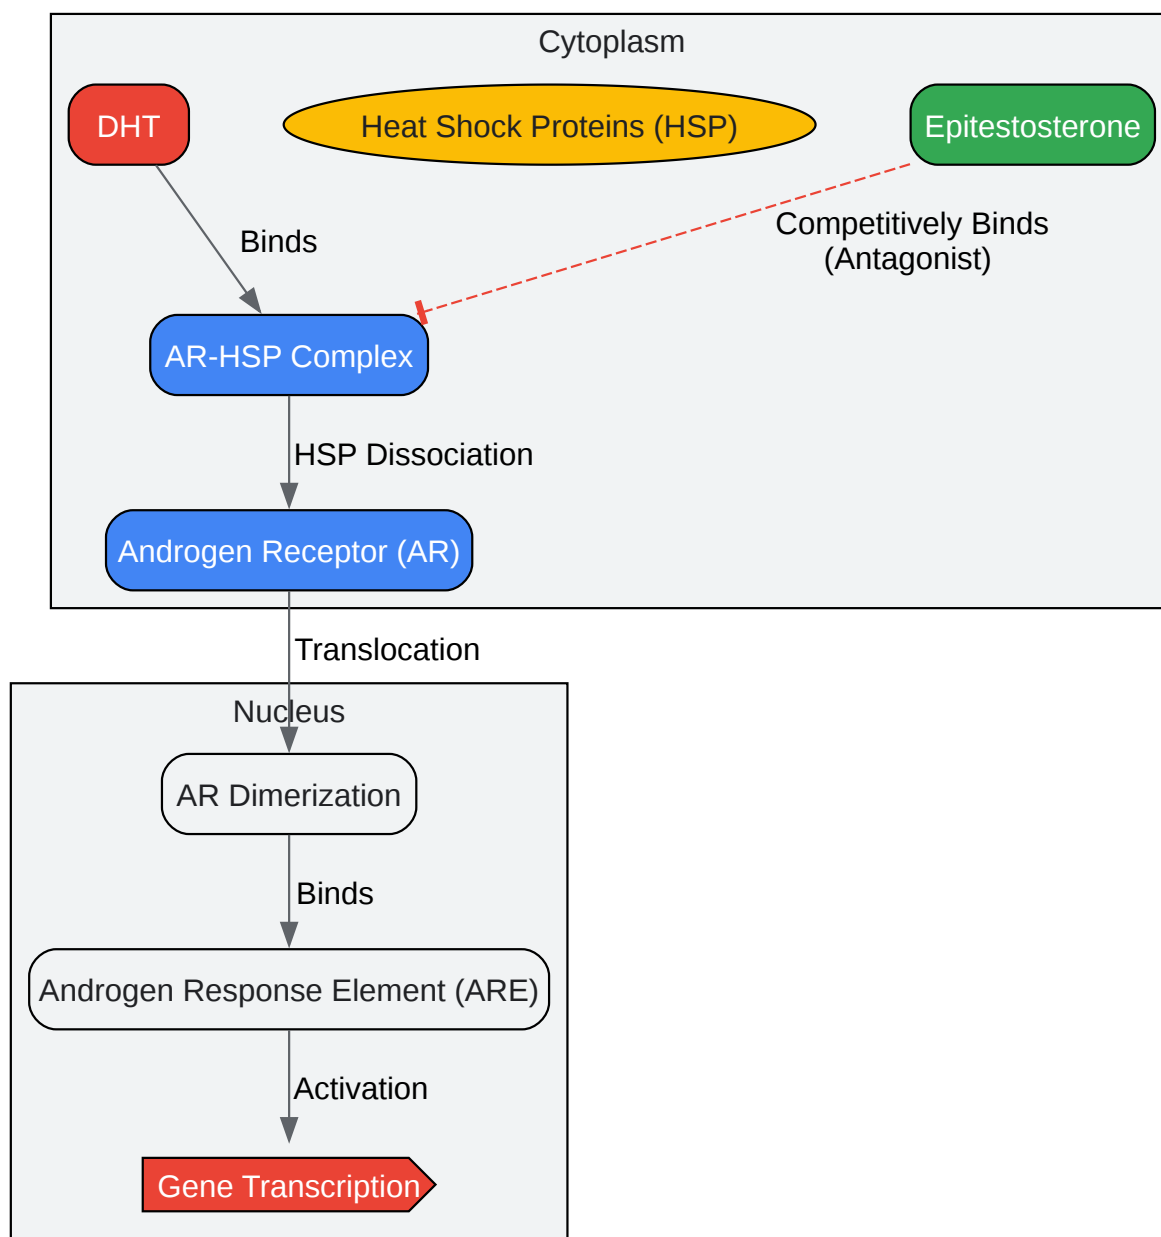 Cytoplasm
DHT
Heat Shock Proteins (HSP)
Epitestosterone
Binds
Competitively Binds
(Antagonist)
AR-HSP Complex
HSP Dissociation
Androgen Receptor (AR)
Translocation
Nucleus
AR Dimerization
Binds
Androgen Response Element (ARE)
Activation
Gene Transcription